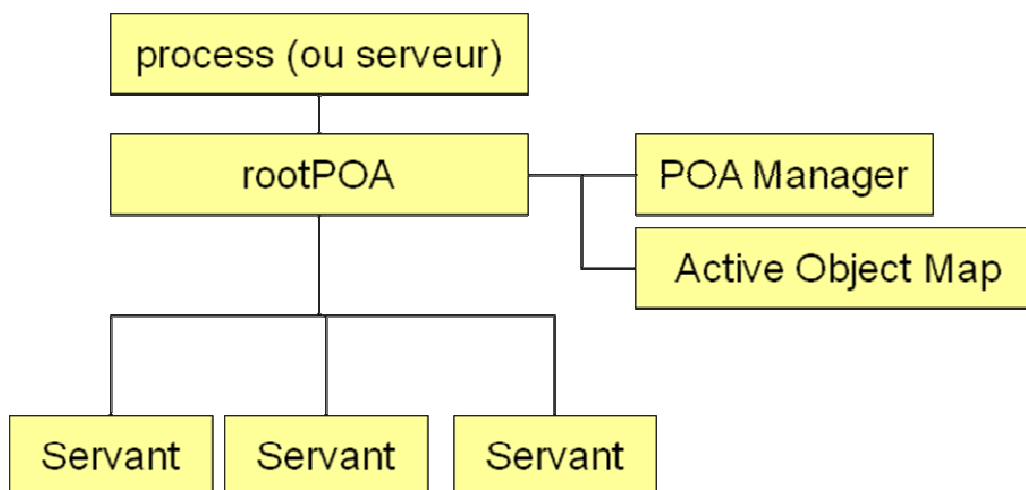 process (ou serveur)
rootPOA
POA Manager
Active Object Map
Servant
Servant
Servant